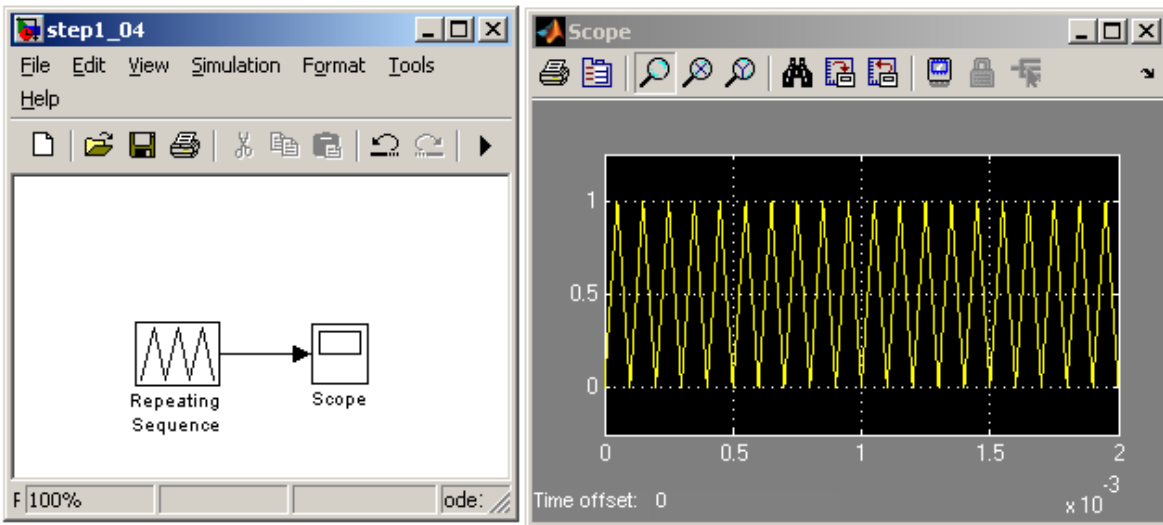 step1_04
File Edit View Simulation Format Tools
Help
Repeating
Sequence
Scope
F 100%
ode:
Scope
1
0.5
0
0 0.5 1 1.5 2
x 10
-3
Time offset: 0